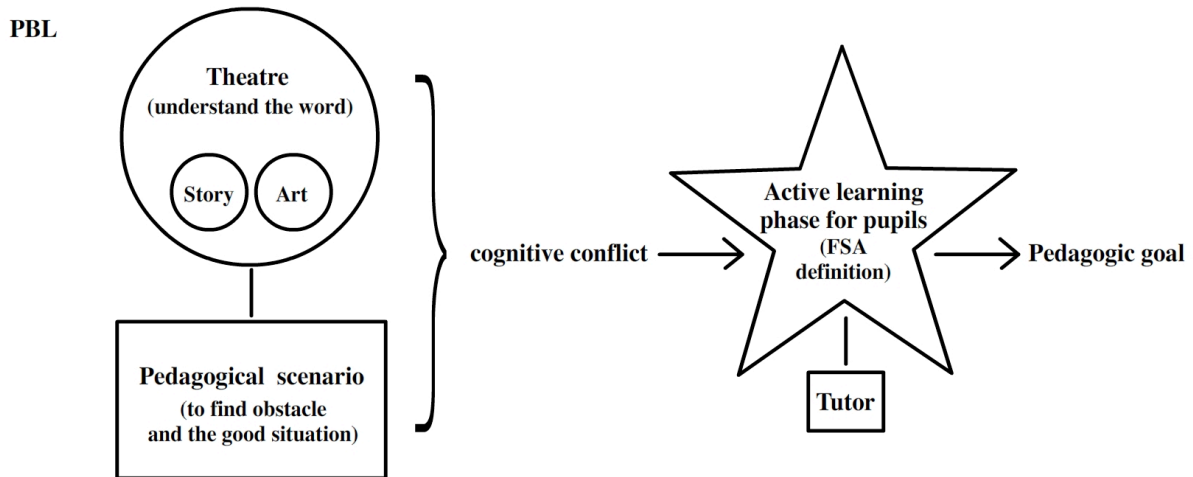 PBL
Theatre
(understand the word)
Story
Art
Pedagogical scenario
(to find obstacle
and the good situation)
cognitive conflict
Active learning
phase for pupils
(FSA
definition)
Tutor
Pedagogic goal